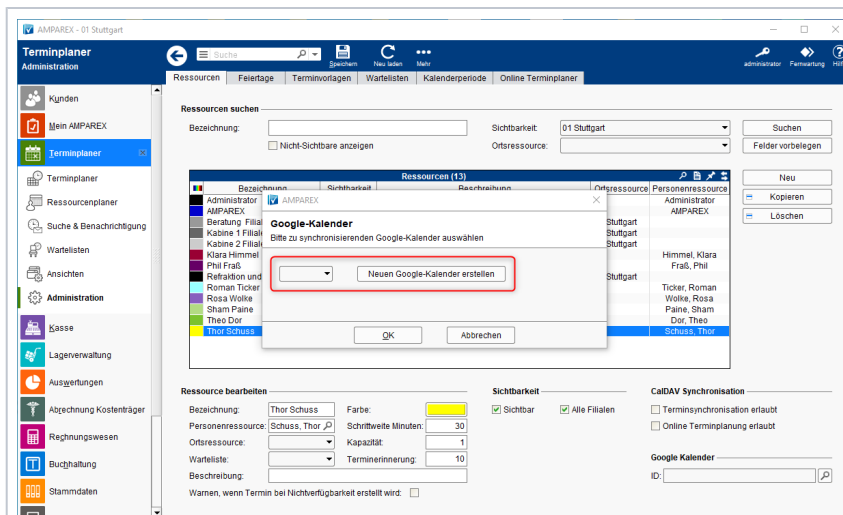 AMPAREX - 01 Stuttgart
Terminplaner
Administration
Suche
Speichern
Neu laden
Mehr
administrator
Fernwartung
Ressourcen
Feiertage
Terminvorlagen
Wartelisten
Kalenderperiode
Online Terminplaner
Kunden
Mein AMPAREX
Terminplaner
Terminplaner
Ressourcenplaner
Suche & Benachrichtigung
Wartelisten
Ansichten
Administration
Kasse
Lagerverwaltung
Auswertungen
Abrechnung Kostenträger
Rechnungswesen
Buchhaltung
Stammdaten
Ressourcen suchen
Bezeichnung:
Sichtbarkeit:
01 Stuttgart
Suchen
Nicht-Sichtbare anzeigen
Ortsressource:
Felder vorbelegen
Ressourcen (13)
Neu
Kopieren
Löschen
Bezeichnung Sichtbarkeit Beschreibung Ortsressource Personenressource
Administrator Administrator
AMPAREX AMPAREX
Beratung Filia Stuttgart
Kabine 1 Filiale Stuttgart
Kabine 2 Filiale Stuttgart
Klara Himmel Himmel, Klara
Phil Fraß Fraß, Phil
Refraktion und Stuttgart
Roman Ticker Ticker, Roman
Rosa Wolke Wolke, Rosa
Sham Paine Paine, Sham
Theo Dor Dor, Theo
Thor Schuss Schuss, Thor
AMPAREX
Google-Kalender
Bitte zu synchronisierenden Google-Kalender auswählen
Neuen Google-Kalender erstellen
OK
Abbrechen
Ressource bearbeiten
Bezeichnung: Thor Schuss Farbe:
Personenressource: Schuss, Thor Schrittweite Minuten: 30
Ortsressource: Kapazität: 1
Warteliste: Terminerinnerung: 10
Beschreibung:
Warnen, wenn Termin bei Nichtverfügbarkeit erstellt wird:
Sichtbarkeit
Sichtbar Alle Filialen
CalDAV Synchronisation
Terminsynchronisation erlaubt
Online Terminplanung erlaubt
Google Kalender
ID: